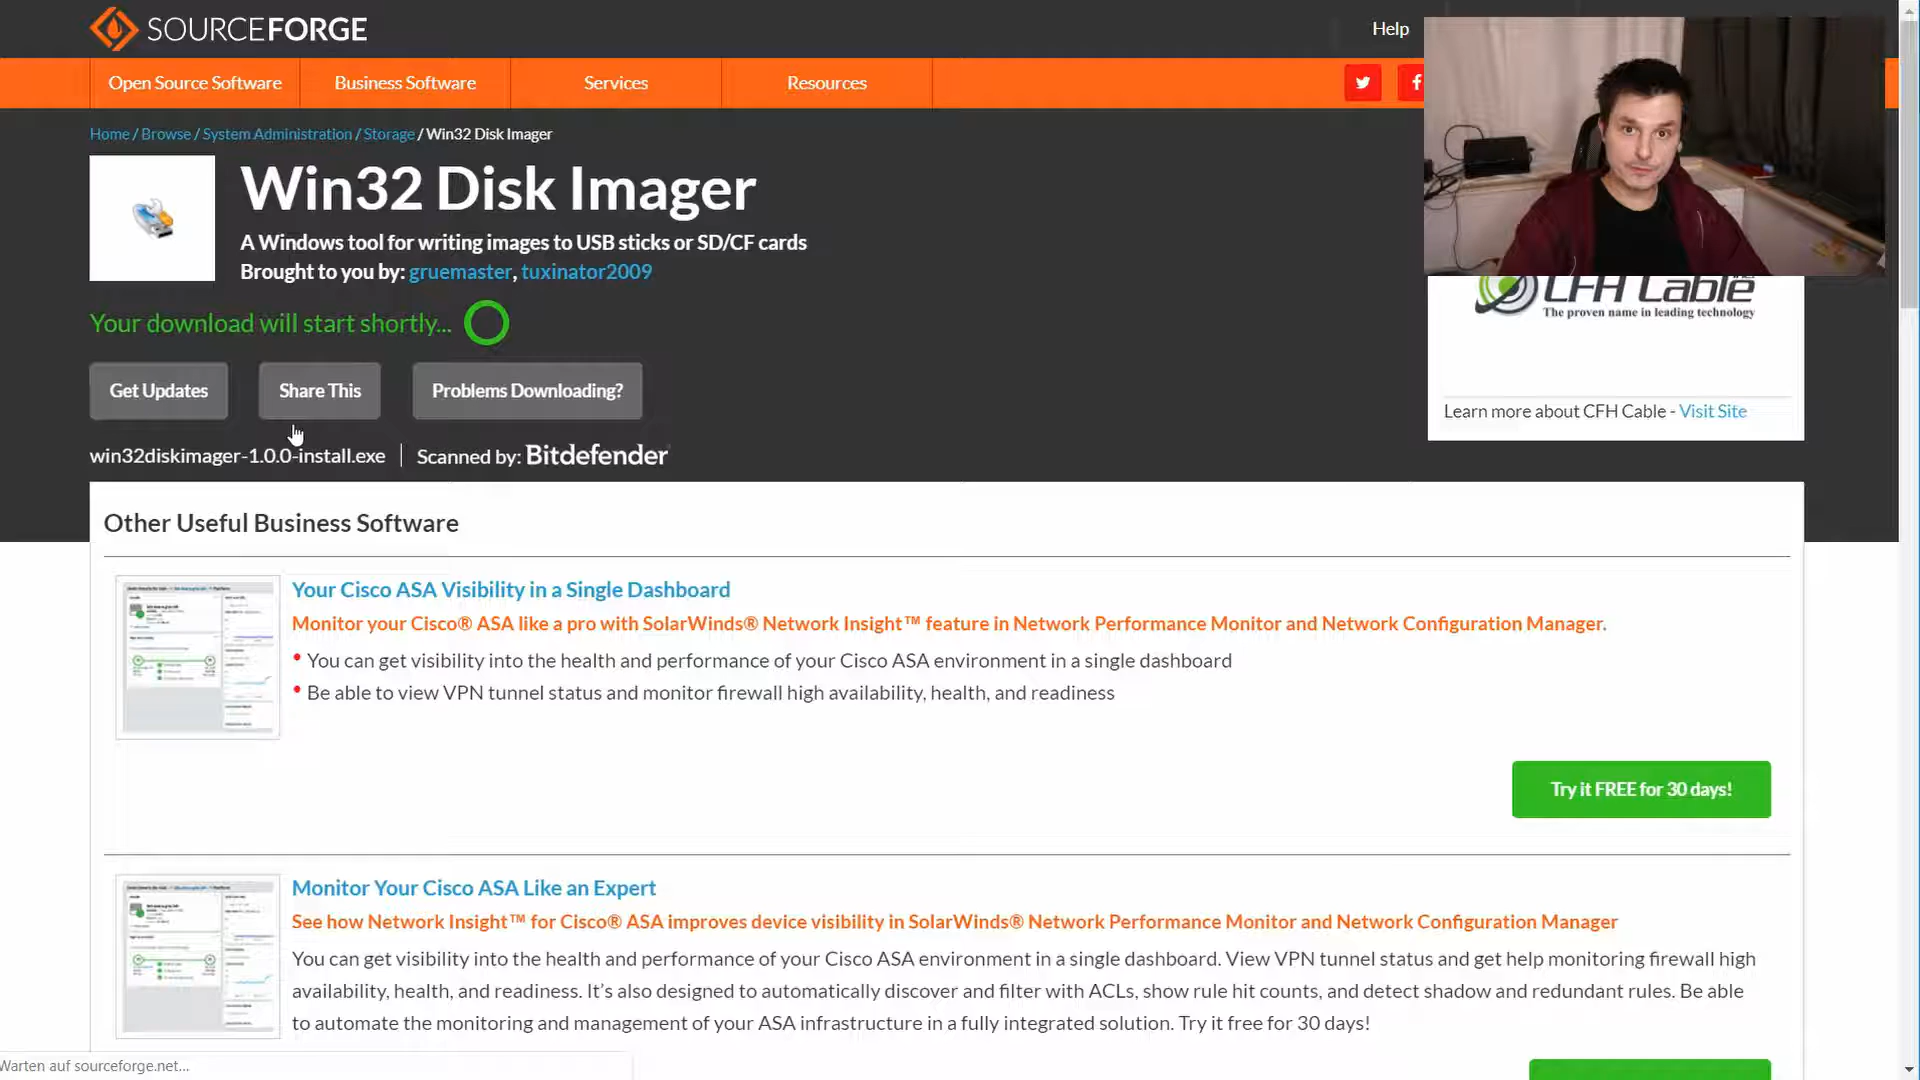 SOURCEFORGE
Help
Open Source Software
Business Software
Services
Resources
Home / Browse / System Administration / Storage / Win32 Disk Imager
Win32 Disk Imager
A Windows tool for writing images to USB sticks or SD/CF cards
Brought to you by: gruemaster, tuxinator2009
Your download will start shortly...
CFH Cable
The proven name in leading technology
Get Updates
Share This
Problems Downloading?
Learn more about CFH Cable - Visit Site
win32diskimager-1.0.0-install.exe
Scanned by: Bitdefender
Other Useful Business Software
Your Cisco ASA Visibility in a Single Dashboard
Monitor your Cisco® ASA like a pro with SolarWinds® Network Insight™ feature in Network Performance Monitor and Network Configuration Manager.
• You can get visibility into the health and performance of your Cisco ASA environment in a single dashboard
• Be able to view VPN tunnel status and monitor firewall high availability, health, and readiness
Try it FREE for 30 days!
Monitor Your Cisco ASA Like an Expert
See how Network Insight™ for Cisco® ASA improves device visibility in SolarWinds® Network Performance Monitor and Network Configuration Manager
You can get visibility into the health and performance of your Cisco ASA environment in a single dashboard. View VPN tunnel status and get help monitoring firewall high
availability, health, and readiness. It's also designed to automatically discover and filter with ACLs, show rule hit counts, and detect shadow and redundant rules. Be able
to automate the monitoring and management of your ASA infrastructure in a fully integrated solution. Try it free for 30 days!
Warten auf sourceforge.net...